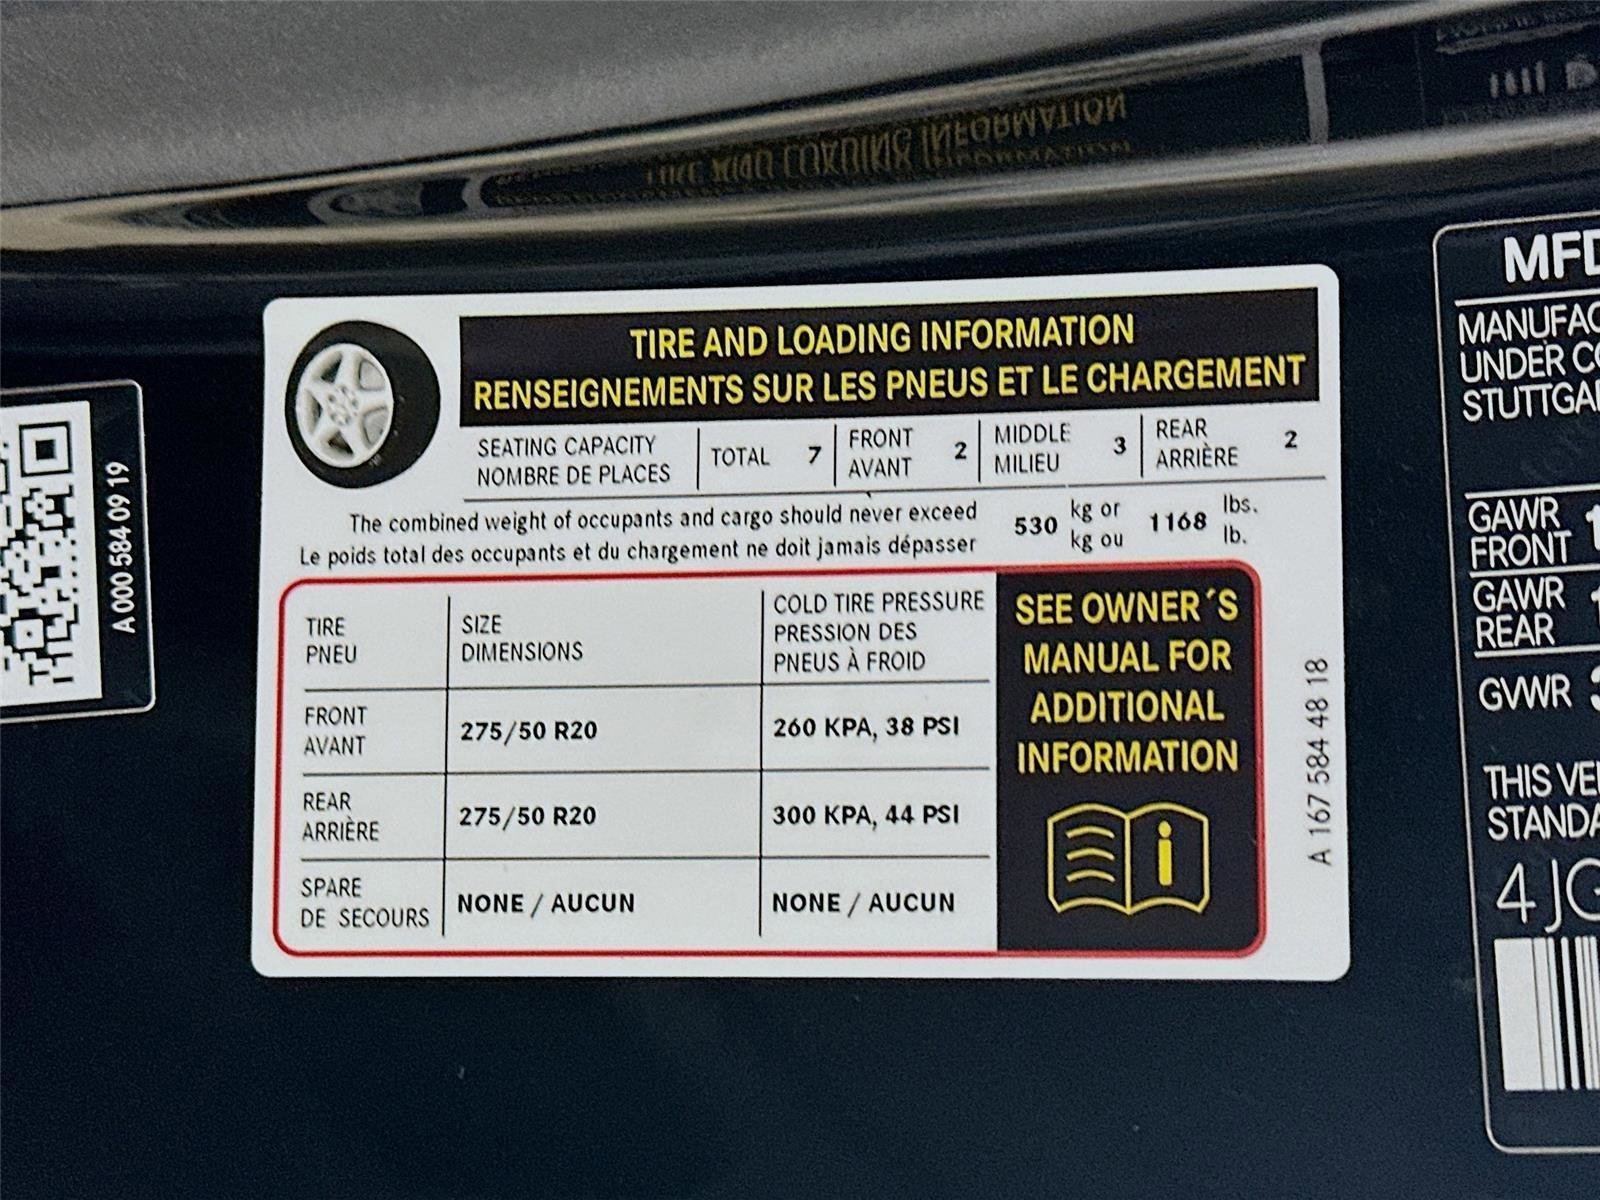 TIRE AND LOADING INFORMATION
RENSEIGNEMENTS SUR LES PNEUS ET LE CHARGEMENT
SEATING CAPACITY
NOMBRE DE PLACES
TOTAL 7
FRONT
AVANT
2
MIDDLE
MILIEU
3
REAR
ARRIÈRE
2
The combined weight of occupants and cargo should never exceed
Le poids total des occupants et du chargement ne doit jamais dépasser
530
kg or
kg ou
1168
lbs.
lb.
TIRE
PNEU
SIZE
DIMENSIONS
COLD TIRE PRESSURE
PRESSION DES
PNEUS À FROID
FRONT
AVANT
275/50 R20
260 KPA, 38 PSI
REAR
ARRIÈRE
275/50 R20
300 KPA, 44 PSI
SPARE
DE SECOURS
NONE / AUCUN
NONE / AUCUN
SEE OWNER´S
MANUAL FOR
ADDITIONAL
INFORMATION
A 167 584 48 18
A 000 584 09 19
MFD
MANUFAC
UNDER CO
STUTTGA
GAWR
FRONT
GAWR
REAR
GVWR
THIS VE
STANDA
4JG